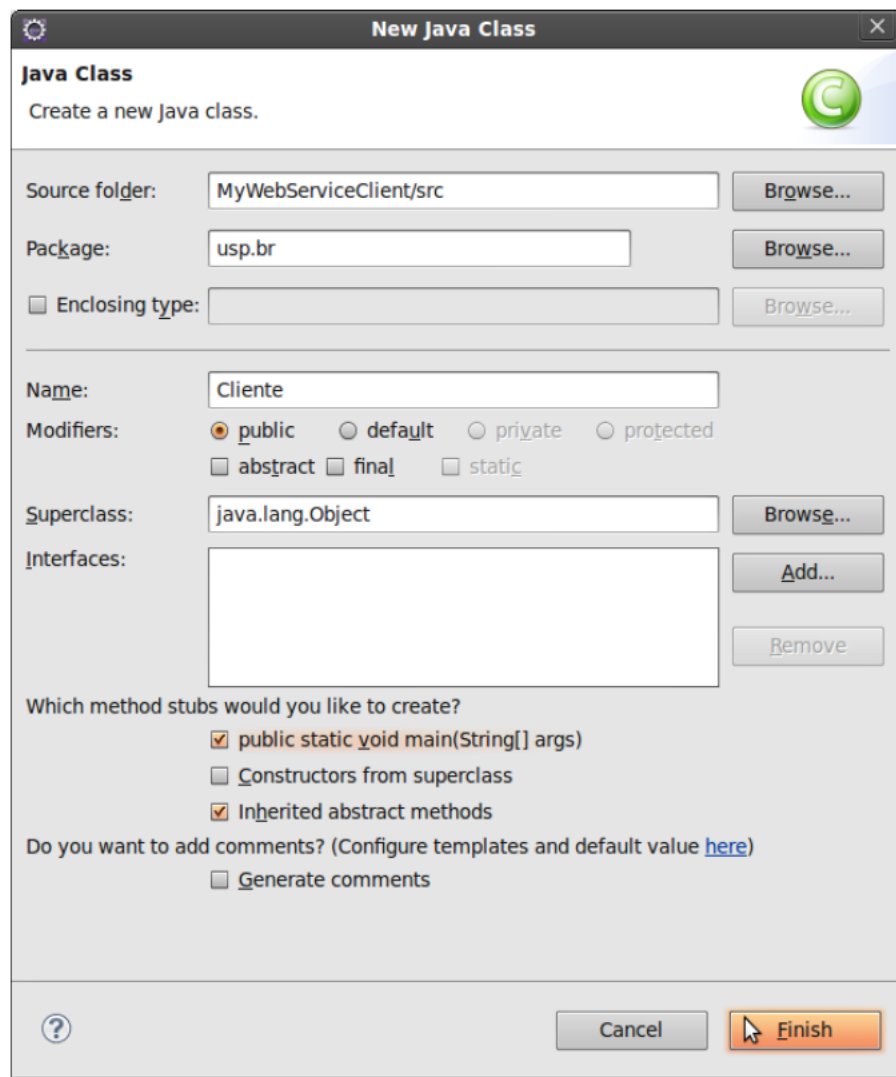 New Java Class
Java Class
Create a new Java class.
Source folder: MyWebServiceClient/src Browse...
Package: usp.br Browse...
Enclosing type: Browse...
Name: Cliente
Modifiers: public default private protected
abstract final static
Superclass: java.lang.Object Browse...
Interfaces: Add...
Remove
Which method stubs would you like to create?
public static void main(String[] args)
Constructors from superclass
Inherited abstract methods
Do you want to add comments? (Configure templates and default value here)
Generate comments
Cancel Finish